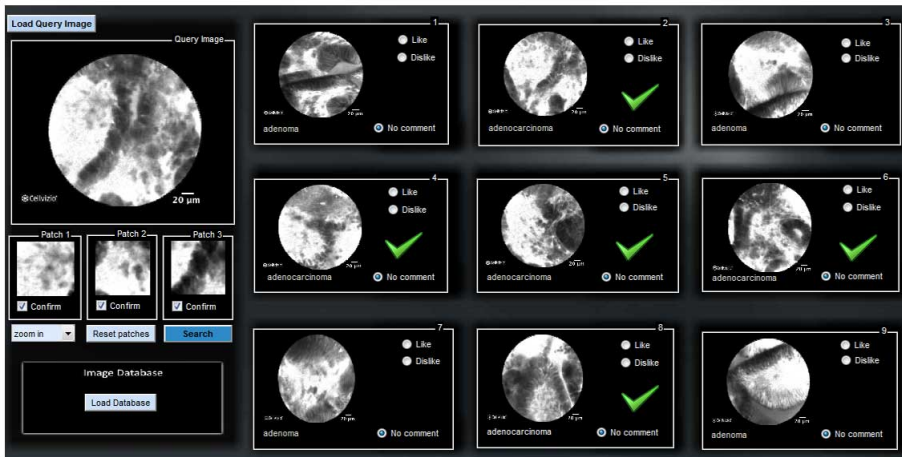 Load Query Image
Query Image
Cellvizio
20 µm
Patch 1
Patch 2
Patch 3
Confirm
Confirm
Confirm
zoom in
Reset patches
Search
Image Database
Load Database
1
Like
Dislike
20 µm
adenoma
No comment
2
Like
Dislike
20 µm
adenocarcinoma
No comment
3
Like
Dislike
20 µm
adenoma
No comment
4
Like
Dislike
20 µm
adenocarcinoma
No comment
5
Like
Dislike
20 µm
adenocarcinoma
No comment
6
Like
Dislike
20 µm
adenocarcinoma
No comment
7
Like
Dislike
20 µm
adenoma
No comment
8
Like
Dislike
20 µm
adenocarcinoma
No comment
9
Like
Dislike
20 µm
adenoma
No comment